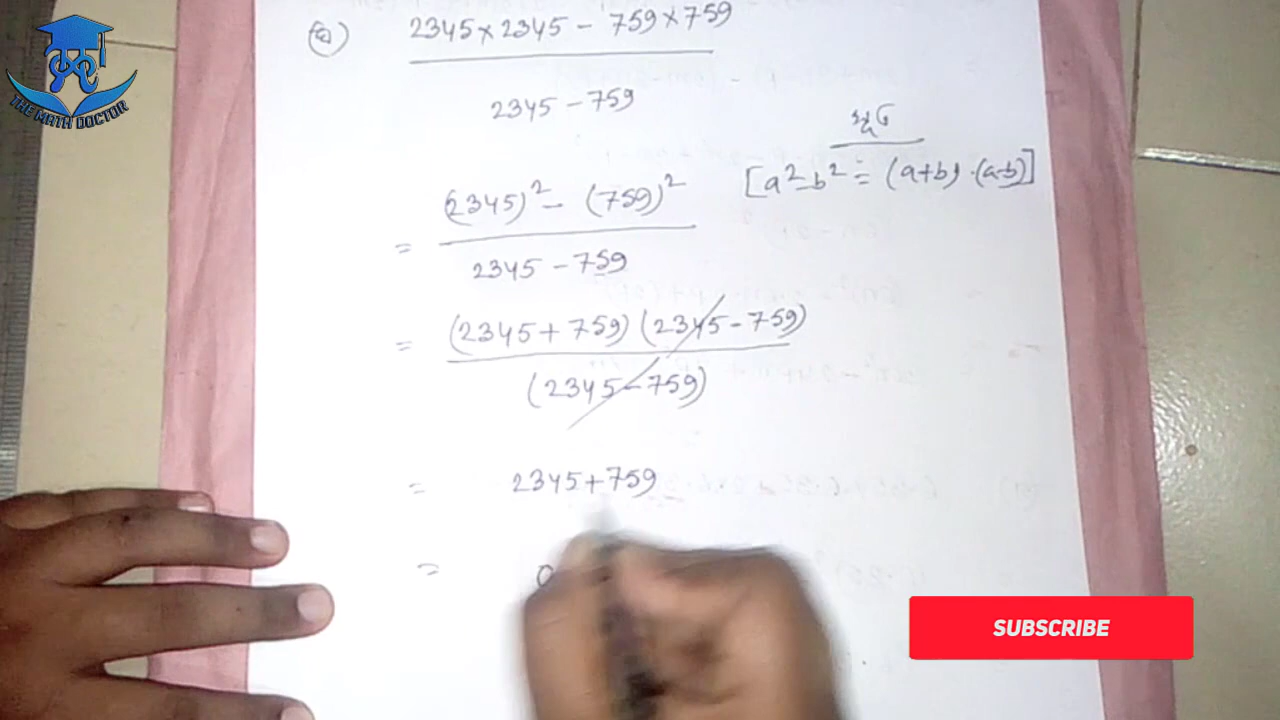 THE MATH DOCTOR
(ঘ) 2345 × 2345 - 759 × 759
2345 - 759
সূত্র
= (2345)² - (759)² [a² - b² = (a+b) · (a-b)]
2345 - 759
= (2345 + 759) (2345 - 759)
(2345 - 759)
= 2345 + 759
=
SUBSCRIBE